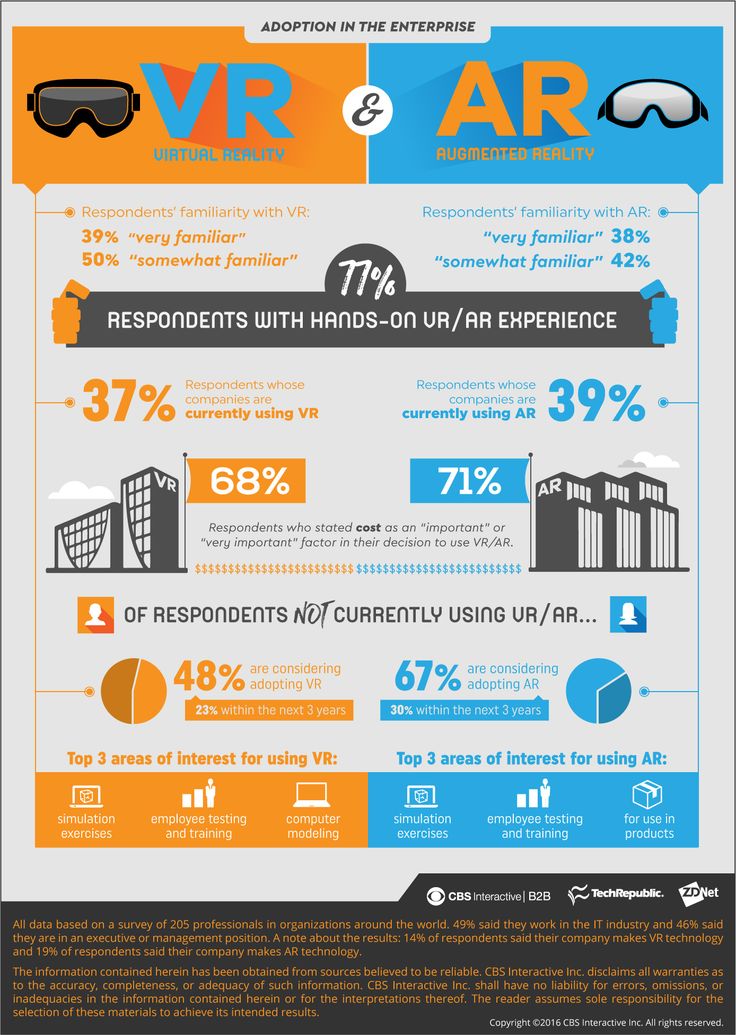 ADOPTION IN THE ENTERPRISE
VR
VIRTUAL REALITY
&
AR
AUGMENTED REALITY
Respondents' familiarity with VR:
39% "very familiar"
50% "somewhat familiar"
Respondents' familiarity with AR:
"very familiar" 38%
"somewhat familiar" 42%
77%
RESPONDENTS WITH HANDS-ON VR/AR EXPERIENCE
37%
Respondents whose
companies are
currently using VR
Respondents whose
companies are
currently using AR
39%
VR
68%
71%
AR
Respondents who stated cost as an "important" or
"very important" factor in their decision to use VR/AR.
$$$$$$$$$$$$$$$$$$$$$$$$ $$$$$$$$$$$$$$$$$$$$$$$$$
OF RESPONDENTS NOT CURRENTLY USING VR/AR...
48%
are considering
adopting VR
23% within the next 3 years
67%
are considering
adopting AR
30% within the next 3 years
Top 3 areas of interest for using VR:
simulation
exercises
employee testing
and training
computer
modeling
Top 3 areas of interest for using AR:
simulation
exercises
employee testing
and training
for use in
products
CBS Interactive | B2B
TechRepublic.
ZDNet
All data based on a survey of 205 professionals in organizations around the world. 49% said they work in the IT industry and 46% said
they are in an executive or management position. A note about the results: 14% of respondents said their company makes VR technology
and 19% of respondents said their company makes AR technology.
The information contained herein has been obtained from sources believed to be reliable. CBS Interactive Inc. disclaims all warranties as
to the accuracy, completeness, or adequacy of such information. CBS Interactive Inc. shall have no liability for errors, omissions, or
inadequacies in the information contained herein or for the interpretations thereof. The reader assumes sole responsibility for the
selection of these materials to achieve its intended results.
Copyright ©2016 CBS Interactive Inc. All rights reserved.